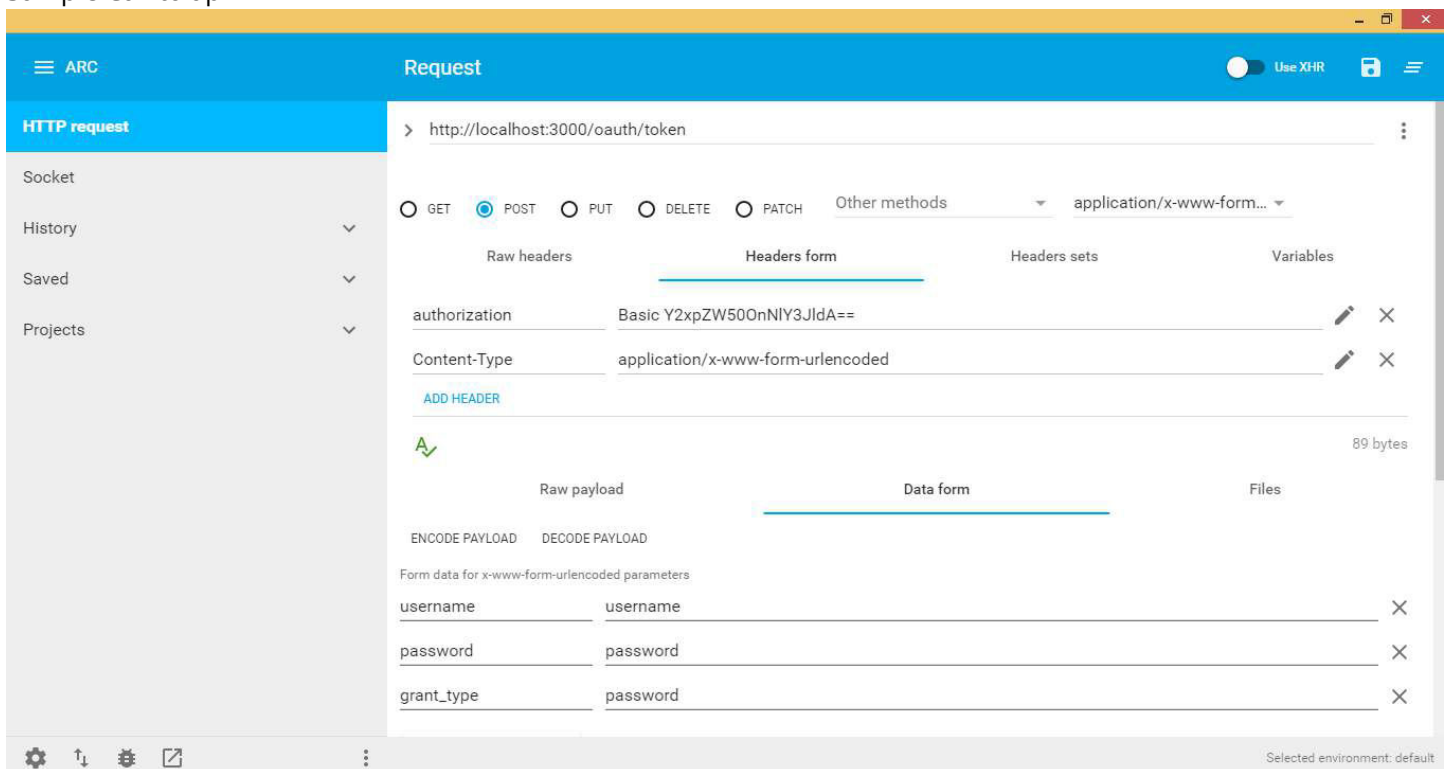 ARC
Request
Use XHR
HTTP request
http://localhost:3000/oauth/token
Socket
GET POST PUT DELETE PATCH Other methods application/x-www-form...
History
Raw headers Headers form Headers sets Variables
Saved
authorization Basic Y2xpZW50OnNlY3JldA==
Projects
Content-Type application/x-www-form-urlencoded
ADD HEADER
89 bytes
Raw payload Data form Files
ENCODE PAYLOAD DECODE PAYLOAD
Form data for x-www-form-urlencoded parameters
username username
password password
grant_type password
Selected environment: default